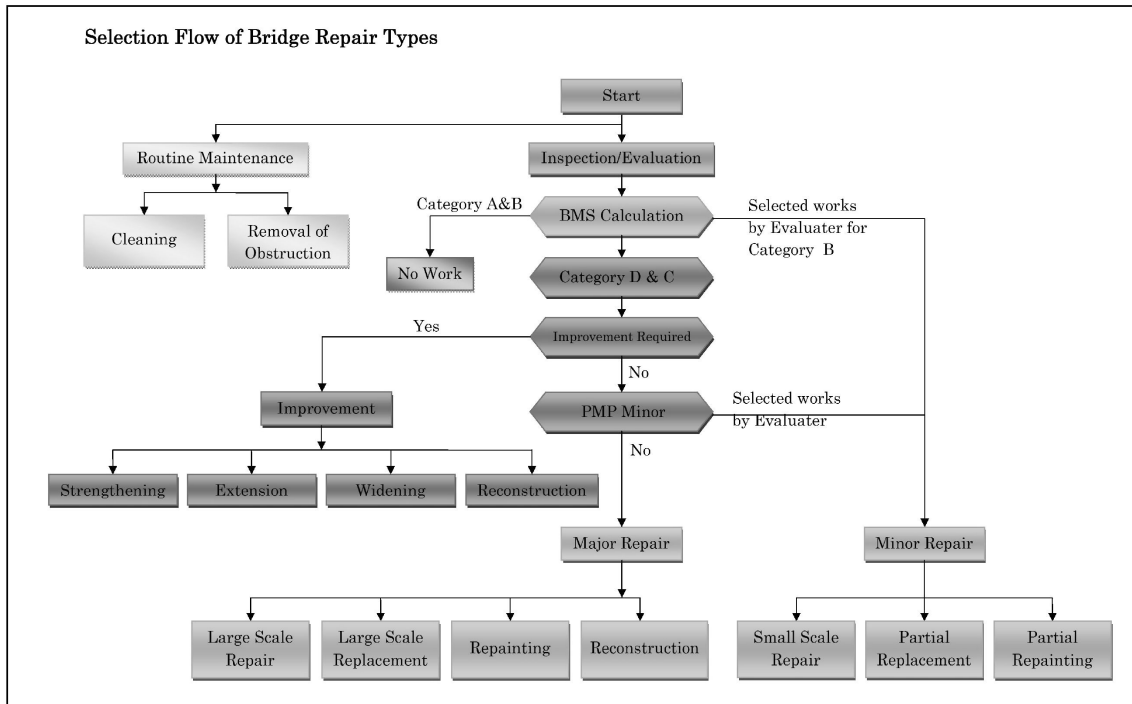 Selection Flow of Bridge Repair Types
Start
Routine Maintenance
Inspection/Evaluation
Cleaning
Removal of
Obstruction
Category A&B
BMS Calculation
Selected works
by Evaluater for
Category B
No Work
Category D & C
Yes
Improvement Required
No
Improvement
PMP Minor
Selected works
by Evaluater
No
Strengthening
Extension
Widening
Reconstruction
Major Repair
Minor Repair
Large Scale
Repair
Large Scale
Replacement
Repainting
Reconstruction
Small Scale
Repair
Partial
Replacement
Partial
Repainting